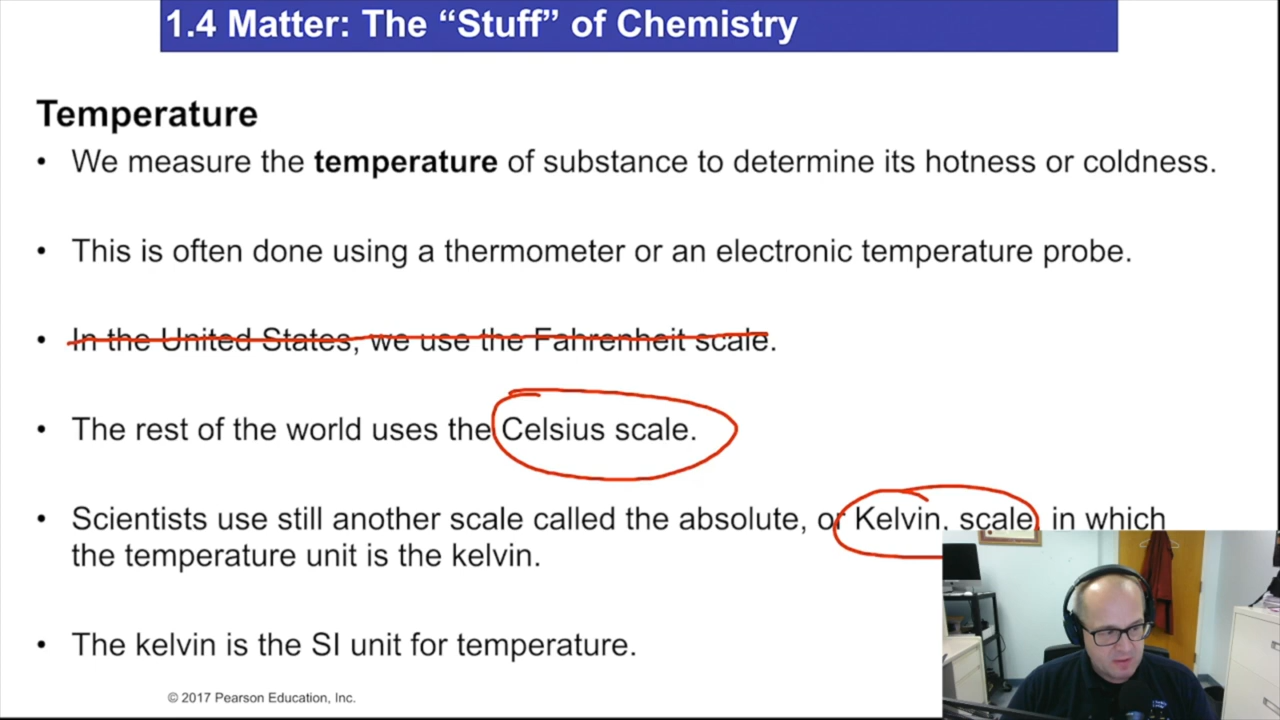 1.4 Matter: The “Stuff” of Chemistry
Temperature
• We measure the temperature of substance to determine its hotness or coldness.
• This is often done using a thermometer or an electronic temperature probe.
• In the United States, we use the Fahrenheit scale.
• The rest of the world uses the Celsius scale.
• Scientists use still another scale called the absolute, or Kelvin, scale, in which
the temperature unit is the kelvin.
• The kelvin is the SI unit for temperature.
© 2017 Pearson Education, Inc.